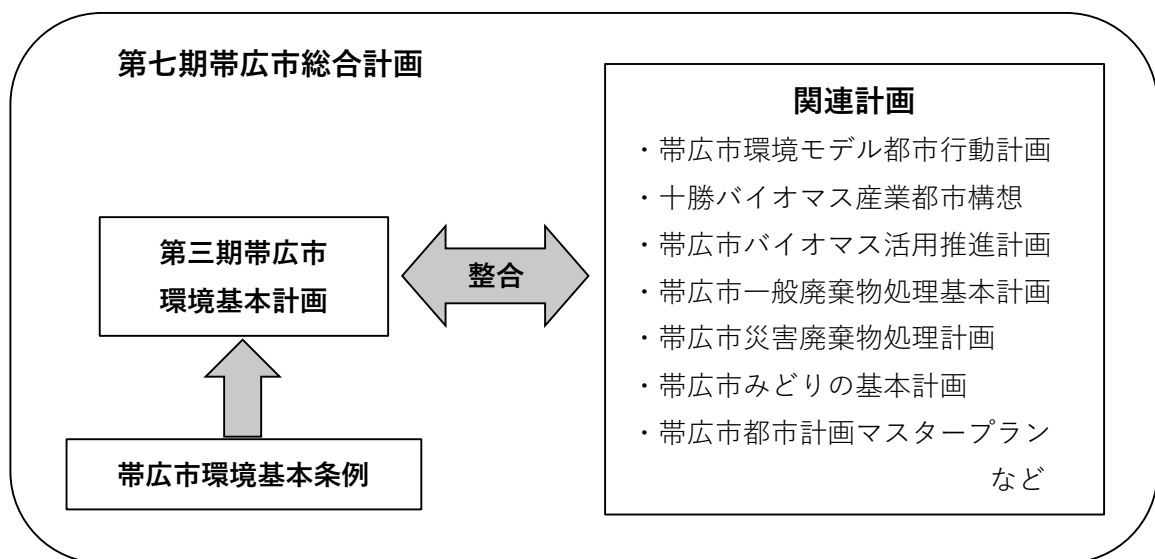 第七期帯広市総合計画
第三期帯広市
環境基本計画
整合
帯広市環境基本条例
関連計画
・帯広市環境モデル都市行動計画
・十勝バイオマス産業都市構想
・帯広市バイオマス活用推進計画
・帯広市一般廃棄物処理基本計画
・帯広市災害廃棄物処理計画
・帯広市みどりの基本計画
・帯広市都市計画マスタープラン
など